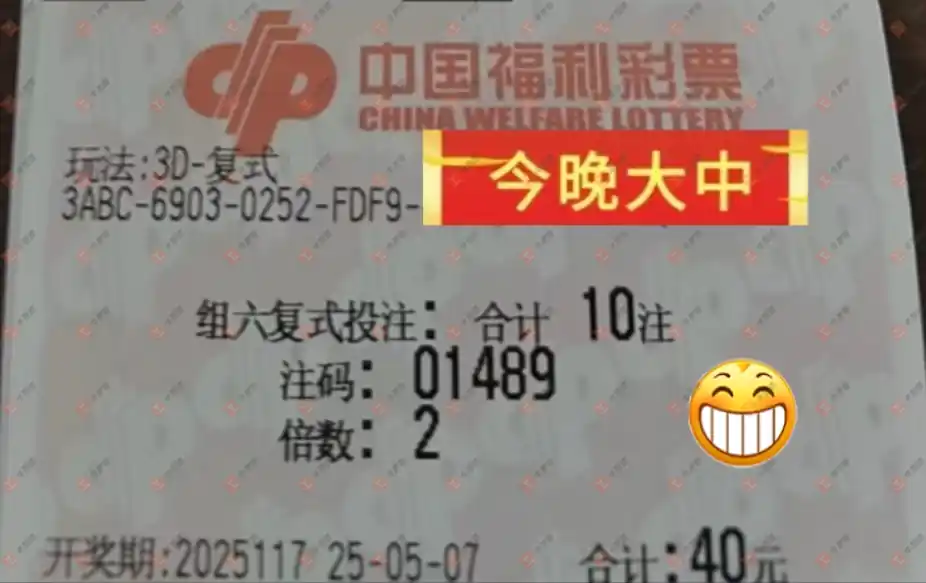 中国福利彩票
CHINA WELFARE LOTTERY
今晚大中
玩法:3D-复式
3ABC-6903-0252-FDF9-
组六复式投注: 合计 10注
注码: 01489
倍数: 2
开奖期:2025117 25-05-07 合计:40元